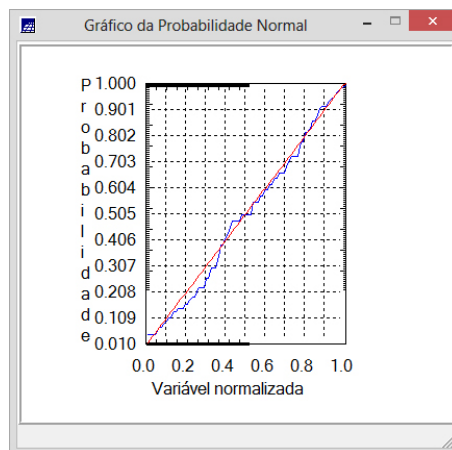 Gráfico da Probabilidade Normal
Probabilidade
1.000
0.901
0.802
0.703
0.604
0.505
0.406
0.307
0.208
0.109
0.010
0.0 0.2 0.4 0.6 0.8 1.0
Variável normalizada